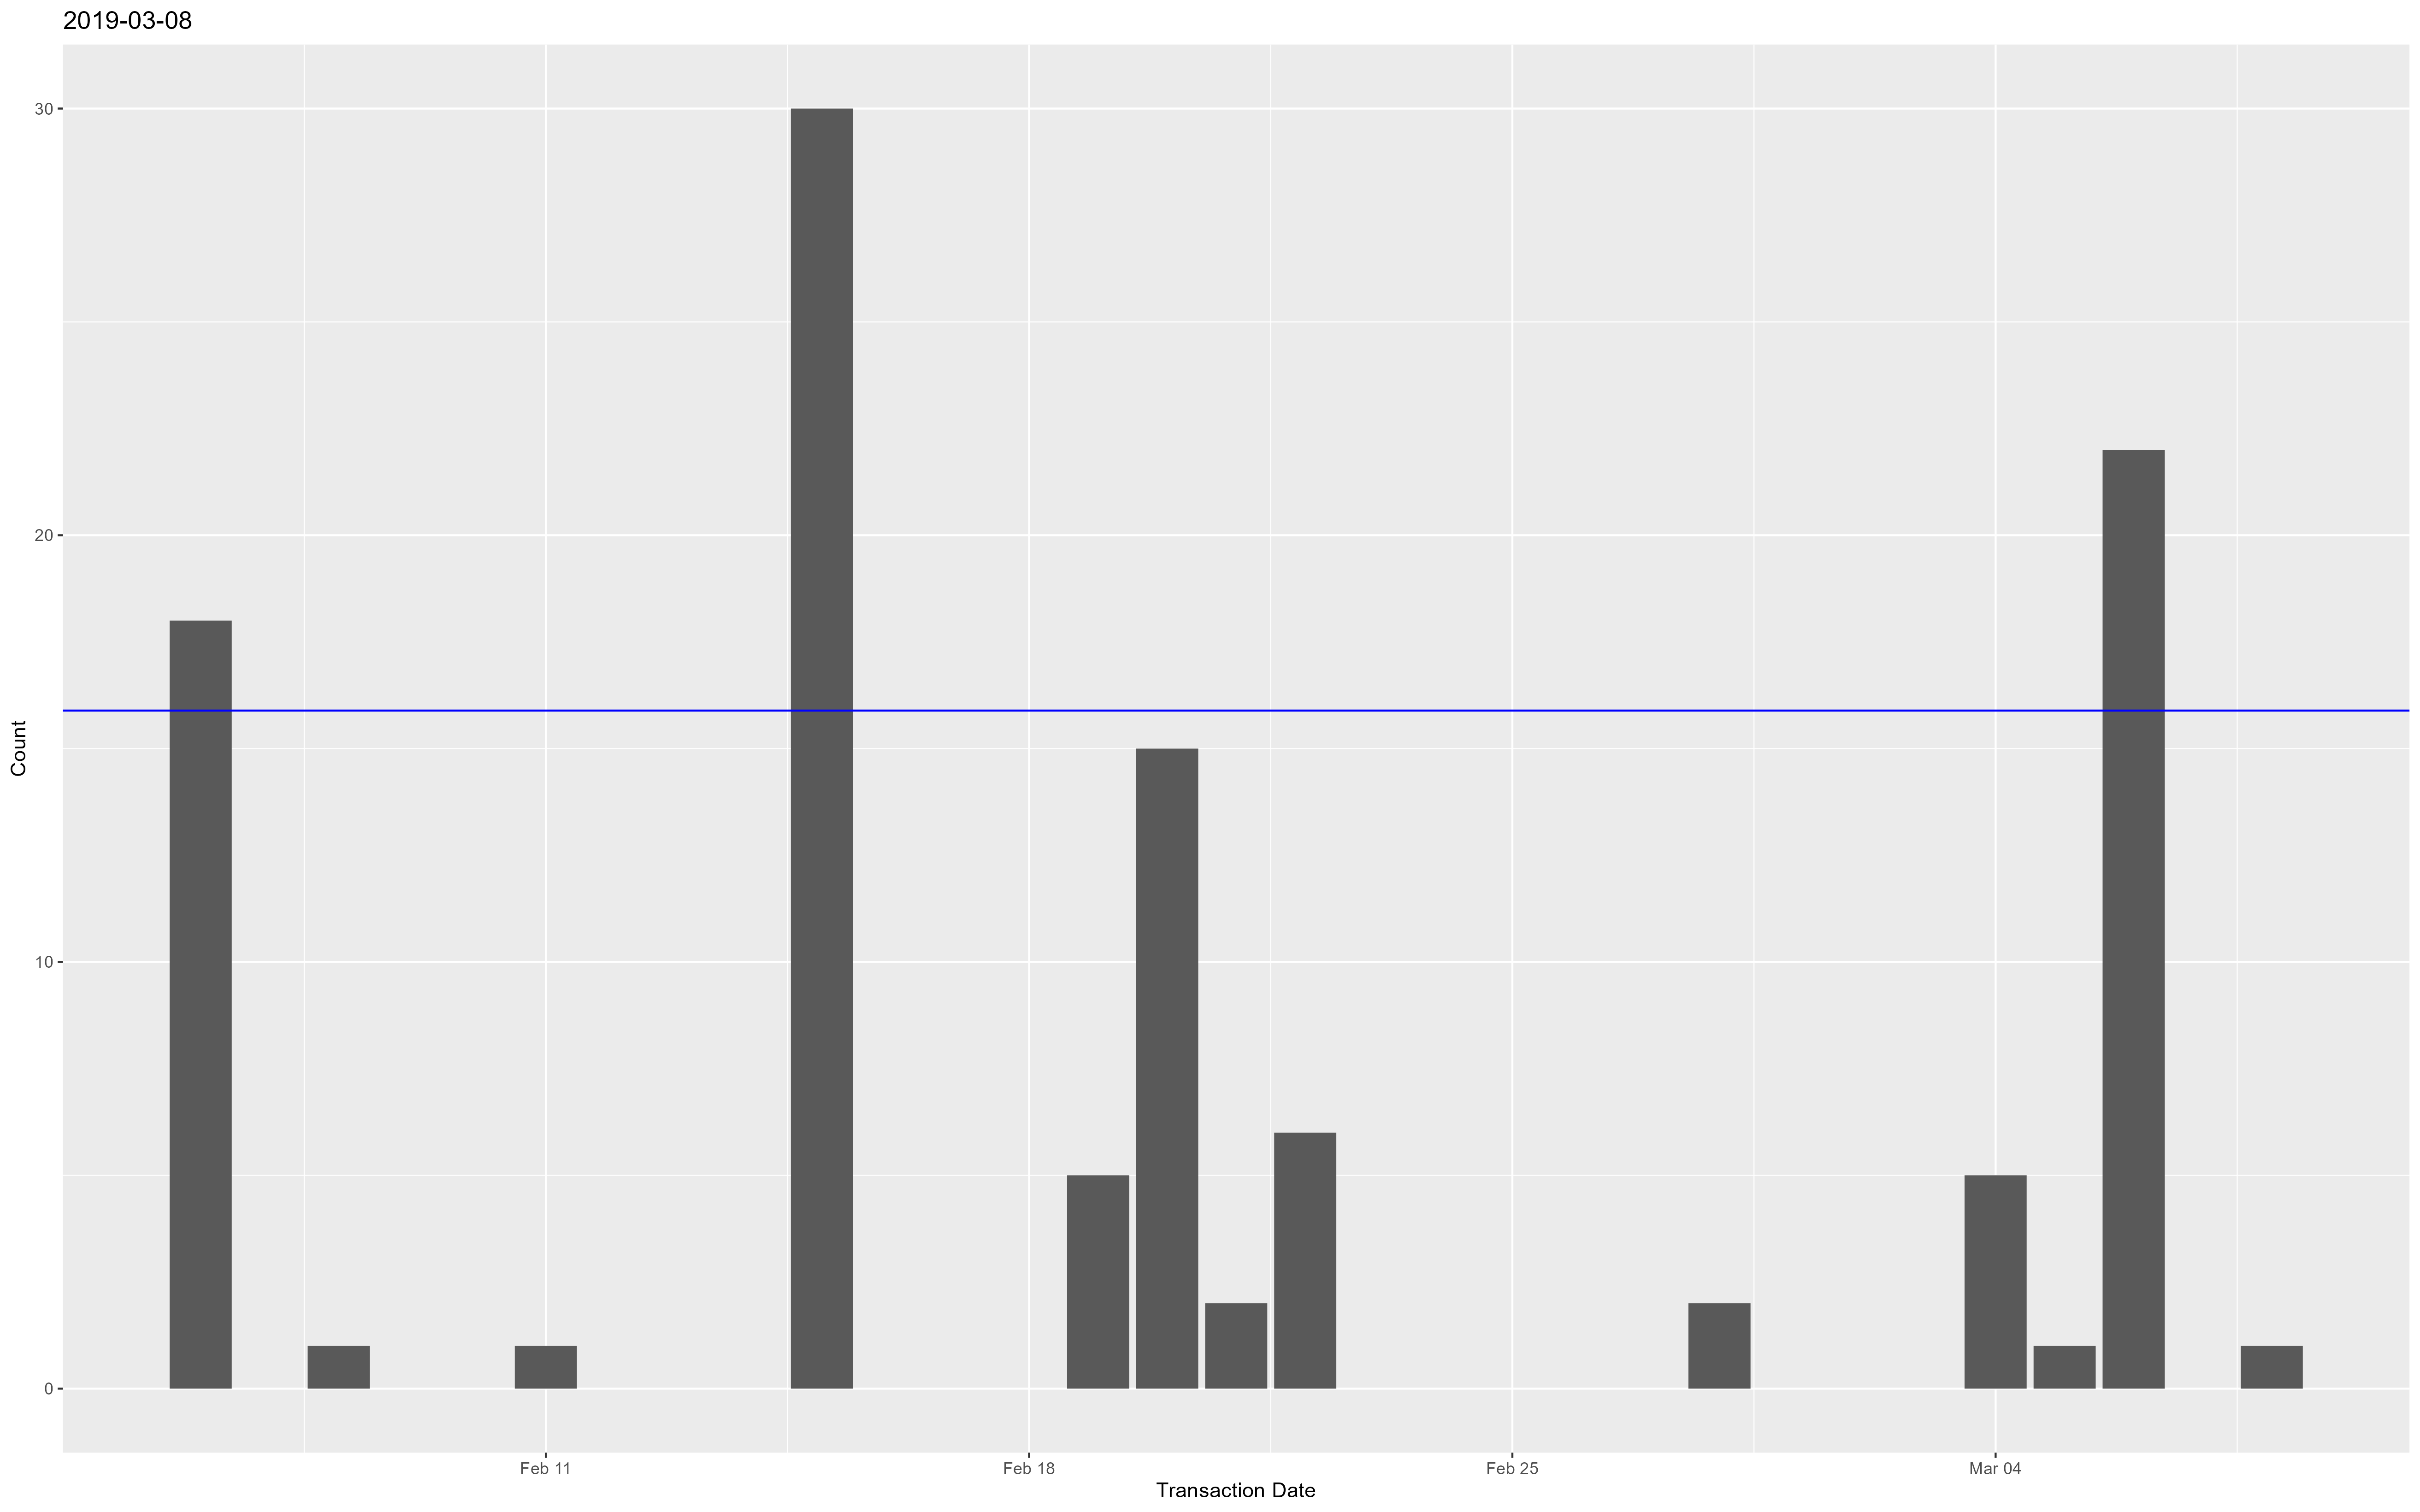 2019-03-08
30
20
10
0
Count
Feb 11
Feb 18
Feb 25
Mar 04
Transaction Date